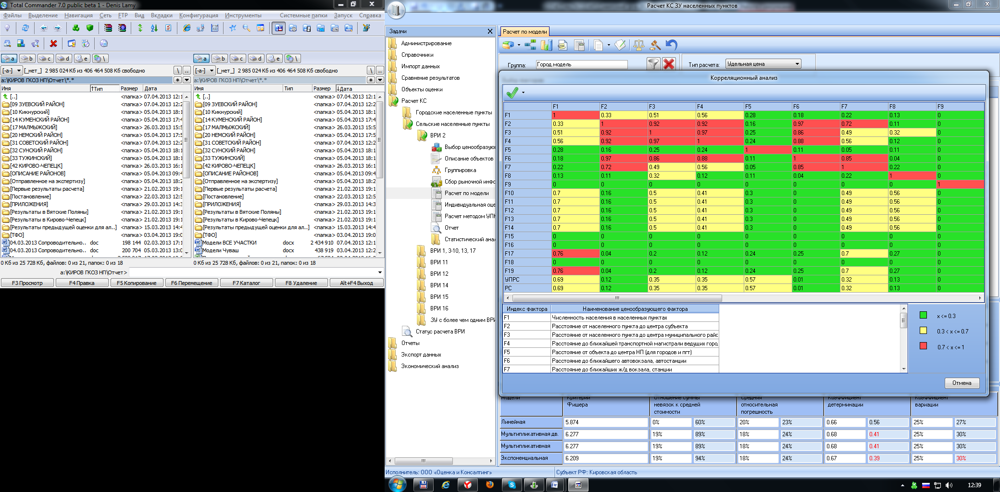 Total Commander 7.0 public beta 1 - Denis Lamy
Файлы Выделение Навигация Сеть FTP Вид Вкладки Конфигурация Инструменты Системные папки Запуск Справка
a b c d e \ a b c d e \
[-a-] [_нет_] 2 985 024 Кб из 406 464 508 Кб свободно \ .. [-a-] [_нет_] 2 985 024 Кб из 406 464 508 Кб свободно \ ..
a:\КИРОВ ГКОЗ НП\Отчет\*.* * a:\КИРОВ ГКОЗ НП\Отчет\*.* *
Имя ↑Тип Размер Дата Имя Тип Размер ↓Дата
[..] <папка> 07.04.2013 12:1 [..] <папка> 07.04.2013 12:1
[09 ЗУЕВСКИЙ РАЙОН] <папка> 07.04.2013 12:2 [09 ЗУЕВСКИЙ РАЙОН] <папка> 07.04.2013 12:2
[10 Кикнурский] <папка> 05.04.2013 18:1 [10 Кикнурский] <папка> 05.04.2013 18:1
[14 КУМЕНСКИЙ РАЙОН] <папка> 05.04.2013 17:4 [14 КУМЕНСКИЙ РАЙОН] <папка> 05.04.2013 17:4
[17 МАЛМЫЖСКИЙ] <папка> 26.03.2013 15:5 [17 МАЛМЫЖСКИЙ] <папка> 26.03.2013 15:5
[20 НЕМСКИЙ РАЙОН] <папка> 05.04.2013 17:5 [20 НЕМСКИЙ РАЙОН] <папка> 05.04.2013 17:5
[31 СОВЕТСКИЙ РАЙОН] <папка> 07.04.2013 12:2 [31 СОВЕТСКИЙ РАЙОН] <папка> 07.04.2013 12:2
[32 СУНСКИЙ РАЙОН] <папка> 05.04.2013 18:1 [32 СУНСКИЙ РАЙОН] <папка> 05.04.2013 18:1
[33 ТУЖИНСКИЙ] <папка> 05.04.2013 18:1 [33 ТУЖИНСКИЙ] <папка> 05.04.2013 18:1
[42 КИРОВО-ЧЕПЕЦК] <папка> 26.03.2013 16:1 [42 КИРОВО-ЧЕПЕЦК] <папка> 26.03.2013 16:1
[ОПИСАНИЕ РАЙОНОВ] <папка> 05.04.2013 09:4 [ОПИСАНИЕ РАЙОНОВ] <папка> 05.04.2013 09:4
[Отправленное на экспертизу] <папка> 05.04.2013 18:2 [Отправленное на экспертизу] <папка> 05.04.2013 18:2
[Первые результаты расчета] <папка> 21.02.2013 19:1 [Первые результаты расчета] <папка> 21.02.2013 19:1
[Постановление] <папка> 22.03.2013 12:5 [Постановление] <папка> 22.03.2013 12:5
[ПРИЛОЖЕНИЯ] <папка> 29.03.2013 14:3 [ПРИЛОЖЕНИЯ] <папка> 29.03.2013 14:3
[Результаты в Вятские Поляны] <папка> 21.02.2013 19:1 [Результаты в Вятские Поляны] <папка> 21.02.2013 19:1
[Результаты в Кирово-Чепецк] <папка> 21.02.2013 19:1 [Результаты в Кирово-Чепецк] <папка> 21.02.2013 19:1
[Результаты предыдущей оценки для ал..] <папка> 15.03.2013 14:4 [Результаты предыдущей оценки для ал..] <папка> 15.03.2013 14:4
[ТФО] <папка> 03.04.2013 19:0 [ТФО] <папка> 03.04.2013 19:0
04.03.2013 Сопроводительно.. doc 198 144 02.03.2013 17:1 Модели ВСЕ УЧАСТКИ docx 2 434 910 07.04.2013 12:1
04.03.2013 Сопроводительно.. doc 200 704 05.03.2013 13:0 Модели Чуваш docx 438 919 03.04.2013 12:2
0 Кб из 25 728 Кб, файлов: 0 из 21, папок: 0 из 18 0 Кб из 25 728 Кб, файлов: 0 из 21, папок: 0 из 18
a:\КИРОВ ГКОЗ НП\Отчет>
F3 Просмотр F4 Правка F5 Копирование F6 Перемещение F7 Каталог F8 Удаление Alt+F4 Выход
Расчет КС ЗУ населенных пунктов
Задачи
Администрирование
Справочники
Импорт данных
Сравнение результатов
Объекты оценки
Расчет КС
Городские населенные пункты
Сельские населенные пункты
ВРИ 2
Выбор ценообразую
Описание объектов
Группировка
Сбор рыночной инфо
Расчет по модели
Индивидуальная оце
Расчет методом УПК
Отчет
Статистический анал
ВРИ 1, 3-10, 13, 17
ВРИ 11
ВРИ 12
ВРИ 14
ВРИ 15
ВРИ 16
ЗУ с более чем одним ВРИ
Статус расчета ВРИ
Отчеты
Экспорт данных
Экономический анализ
Расчет по модели
Группа: Город.модель Тип расчета: Удельная цена
Корреляционный анализ
F1 F2 F3 F4 F5 F6 F7 F8 F9
F1 1 0.33 0.51 0.56 0.28 0.18 0.22 0.13 0
F2 0.33 1 0.92 0.92 0.16 0.97 0.72 0.11 0
F3 0.51 0.92 1 0.97 0.25 0.86 0.49 0.32 0
F4 0.56 0.92 0.97 1 0.24 0.88 0.56 0.12 0
F5 0.28 0.16 0.25 0.24 1 0.11 0.05 0.11 0
F6 0.18 0.97 0.86 0.88 0.11 1 0.85 0.04 0
F7 0.22 0.72 0.49 0.56 0.05 0.85 1 0.22 0
F8 0.13 0.11 0.32 0.12 0.11 0.04 0.22 1 0
F9 0 0 0 0 0 0 0 0 1
F10 0.7 0.16 0.5 0.41 0.3 0 0.49 0.56 0
F11 0.7 0.16 0.5 0.41 0.3 0 0.49 0.56 0
F12 0.7 0.16 0.5 0.41 0.3 0 0.49 0.56 0
F13 0.7 0.16 0.5 0.41 0.3 0 0.49 0.56 0
F14 0.7 0.16 0.5 0.41 0.3 0 0.49 0.56 0
F15 0 0 0 0 0 0 0 0 0
F16 0 0 0 0 0 0 0 0 0
F17 0.76 0.04 0.2 0.12 0.24 0.25 0.7 0.27 0
F18 0 0 0 0 0 0 0 0 0
F19 0.76 0.04 0.2 0.12 0.24 0.25 0.7 0.27 0
УПРС 0.69 0.12 0.35 0.35 0.57 0.01 0.32 0.13 0
РС 0.69 0.12 0.35 0.35 0.57 0.01 0.32 0.13 0
Индекс фактора Наименование ценообразующего фактора
F1 Численность населения в населенных пунктах
F2 Расстояние от населенного пункта до центра субъекта
F3 Расстояние от населенного пункта до центра муниципального райо
F4 Расстояние до ближайшей транспортной магистрали ведущих горо,
F5 Расстояние от объекта до центра НП (для городов и пгт)
F6 Расстояние до ближайшего автовокзала, автостанции
F7 Расстояние до ближайших ж/д вокзала, станции
x <= 0.3
0.3 < x <= 0.7
0.7 < x <= 1
Отмена
Модели Критерий Отношение суммы Средняя Коэффициент Коэффициент
Фишера невязок к средней относительная детерминации вариации
стоимости погрешность
Линейная 5.874 0% 60% 20% 23% 0.66 0.56 25% 27%
Мультипликативная дв. 6.277 19% 89% 18% 24% 0.68 0.41 25% 30%
Мультипликативная 6.277 19% 89% 18% 24% 0.68 0.41 25% 30%
Экспоненциальная 6.209 19% 94% 18% 24% 0.67 0.39 25% 30%
Исполнитель: ООО «Оценка и Консалтинг» Субъект РФ: Кировская область
12:39